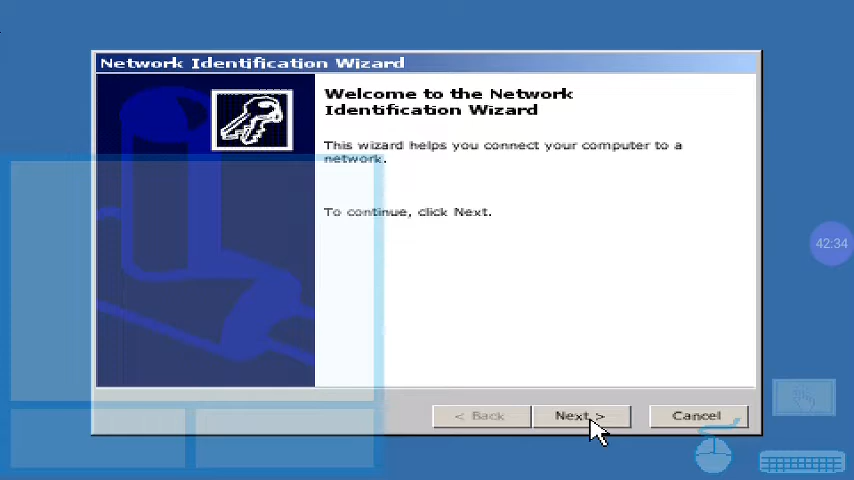 Network Identification Wizard
Welcome to the Network
Identification Wizard
This wizard helps you connect your computer to a
network.
To continue, click Next.
42:34
< Back
Next >
Cancel